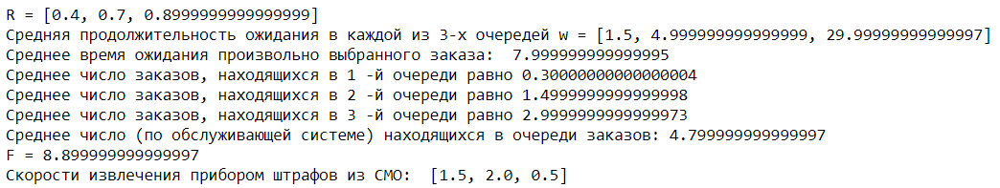 R = [0.4, 0.7, 0.8999999999999999]
Средняя продолжительность ожидания в каждой из 3-х очередей w = [1.5, 4.999999999999999, 29.99999999999997]
Среднее время ожидания произвольно выбранного заказа:  7.999999999999995
Среднее число заказов, находящихся в 1 -й очереди равно 0.30000000000000004
Среднее число заказов, находящихся в 2 -й очереди равно 1.4999999999999998
Среднее число заказов, находящихся в 3 -й очереди равно 2.9999999999999973
Среднее число (по обслуживающей системе) находящихся в очереди заказов: 4.799999999999997
F = 8.899999999999997
Скорости извлечения прибором штрафов из СМО:  [1.5, 2.0, 0.5]